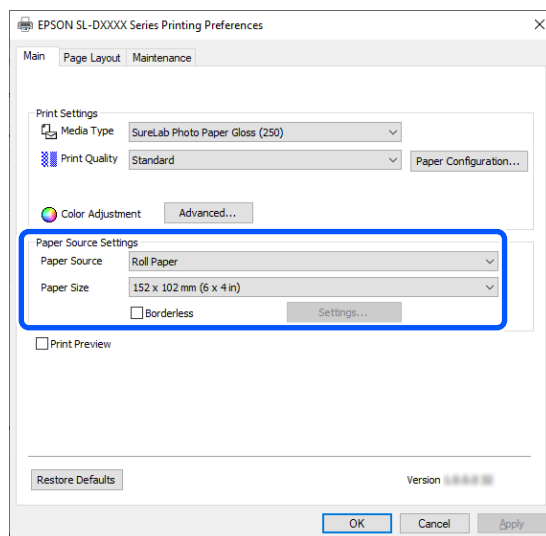 EPSON SL-DXXXX Series Printing Preferences
Main Page Layout Maintenance
Print Settings
Media Type SureLab Photo Paper Gloss (250)
Print Quality Standard Paper Configuration...
Color Adjustment Advanced...
Paper Source Settings
Paper Source Roll Paper
Paper Size 152 x 102 mm (6 x 4 in)
Borderless Settings...
Print Preview
Restore Defaults Version
OK Cancel Apply